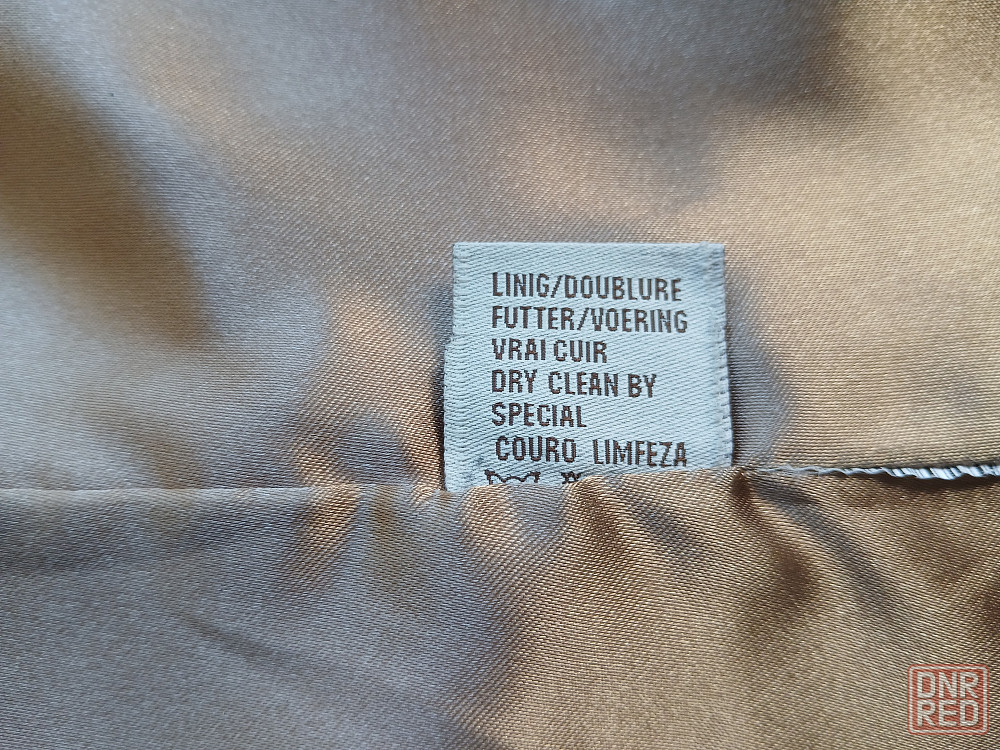 LINIG/DOUBLURE
FUTTER/VOERING
VRAI CUIR
DRY CLEAN BY
SPECIAL
COURO LIMFEZA
DNR
RED